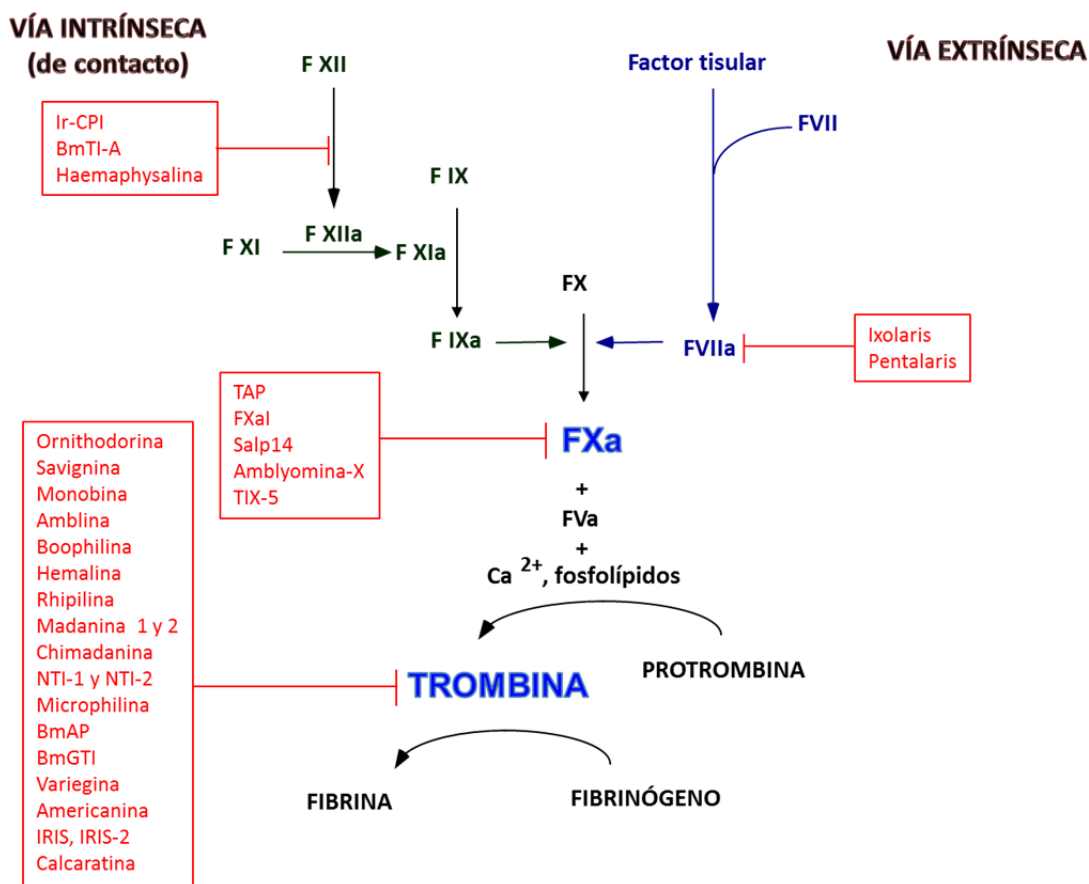 VÍA INTRÍNSECA
(de contacto)
VÍA EXTRÍNSECA
F XII
Factor tisular
Ir-CPI
BmTI-A
Haemaphysalina
FVII
F IX
F XI
F XIIa
F XIa
FX
F IXa
FVIIa
Ixolaris
Pentalaris
TAP
FXaI
Salp14
Amblyomina-X
TIX-5
FXa
+
FVa
+
Ca 2+, fosfolípidos
Ornithodorina
Savignina
Monobina
Amblina
Boophilina
Hemalina
Rhipilina
Madanina 1 y 2
Chimadanina
NTI-1 y NTI-2
Microphilina
BmAP
BmGTI
Variegina
Americanina
IRIS, IRIS-2
Calcaratina
PROTROMBINA
TROMBINA
FIBRINA
FIBRINÓGENO